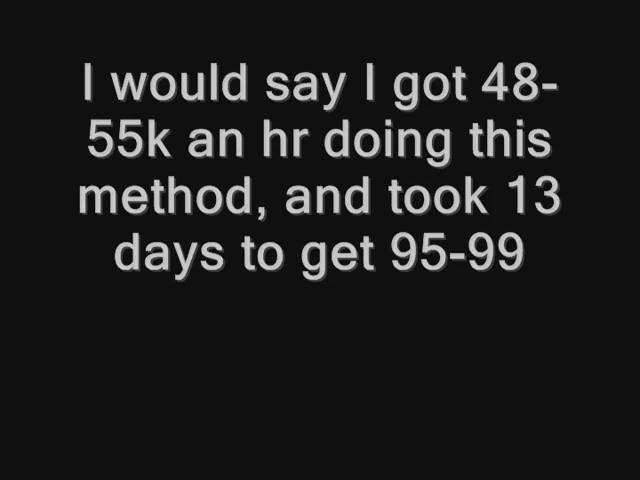 I would say I got 48-
55k an hr doing this
method, and took 13
days to get 95-99